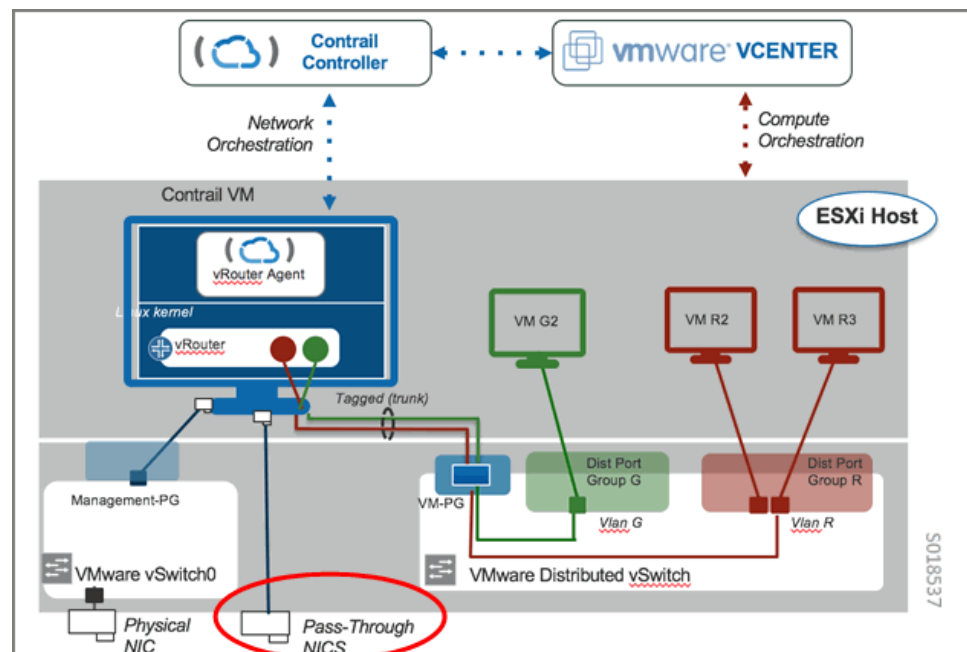 Contrail
Controller
vmware® VCENTER
Network
Orchestration
Compute
Orchestration
Contrail VM
ESXi Host
vRouter Agent
Linux kernel
vRouter
VM G2
VM R2
VM R3
Tagged (trunk)
Management-PG
VM-PG
Dist Port
Group G
Dist Port
Group R
Vlan G
Vlan R
VMware vSwitch0
VMware Distributed vSwitch
Physical
NIC
Pass-Through
NICS
S018537